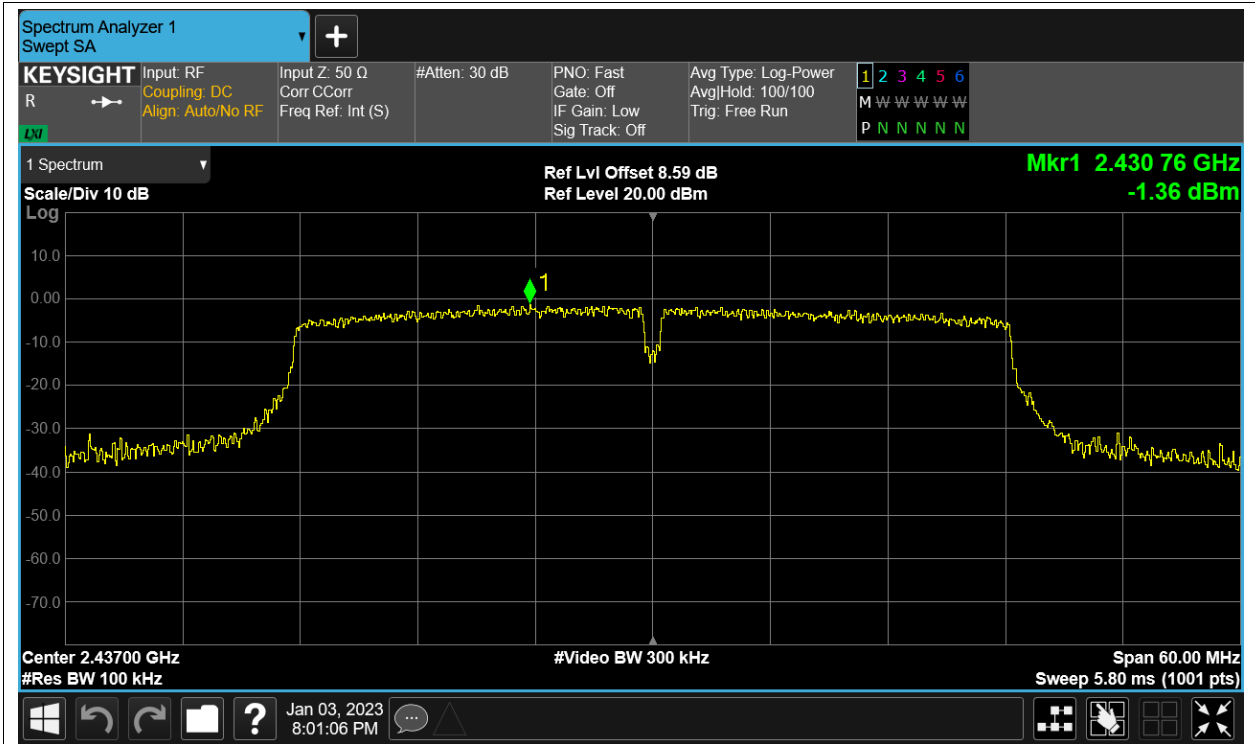 Spectrum Analyzer 1
Swept SA
KEYSIGHT
R
LXI
Input: RF
Coupling: DC
Align: Auto/No RF
Input Z: 50 Ω
Corr CCorr
Freq Ref: Int (S)
#Atten: 30 dB
PNO: Fast
Gate: Off
IF Gain: Low
Sig Track: Off
Avg Type: Log-Power
Avg|Hold: 100/100
Trig: Free Run
1 2 3 4 5 6
M W W W W W
P N N N N N
1 Spectrum
Scale/Div 10 dB
Log
Ref Lvl Offset 8.59 dB
Ref Level 20.00 dBm
Mkr1 2.430 76 GHz
-1.36 dBm
1
10.0
0.00
-10.0
-20.0
-30.0
-40.0
-50.0
-60.0
-70.0
Center 2.43700 GHz
#Res BW 100 kHz
#Video BW 300 kHz
Span 60.00 MHz
Sweep 5.80 ms (1001 pts)
?
Jan 03, 2023
8:01:06 PM